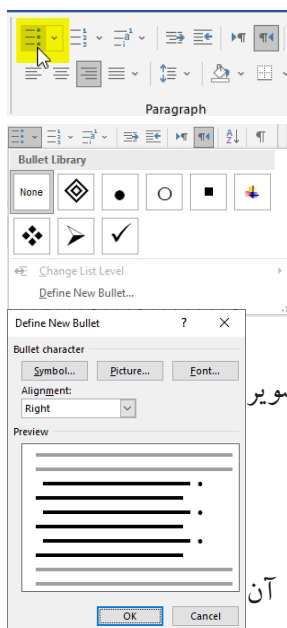 Paragraph
Bullet Library
None
Change List Level
Define New Bullet...
Define New Bullet ? ×
Bullet character
Symbol... Picture... Font...
Alignment:
Right
Preview
OK Cancel
آن